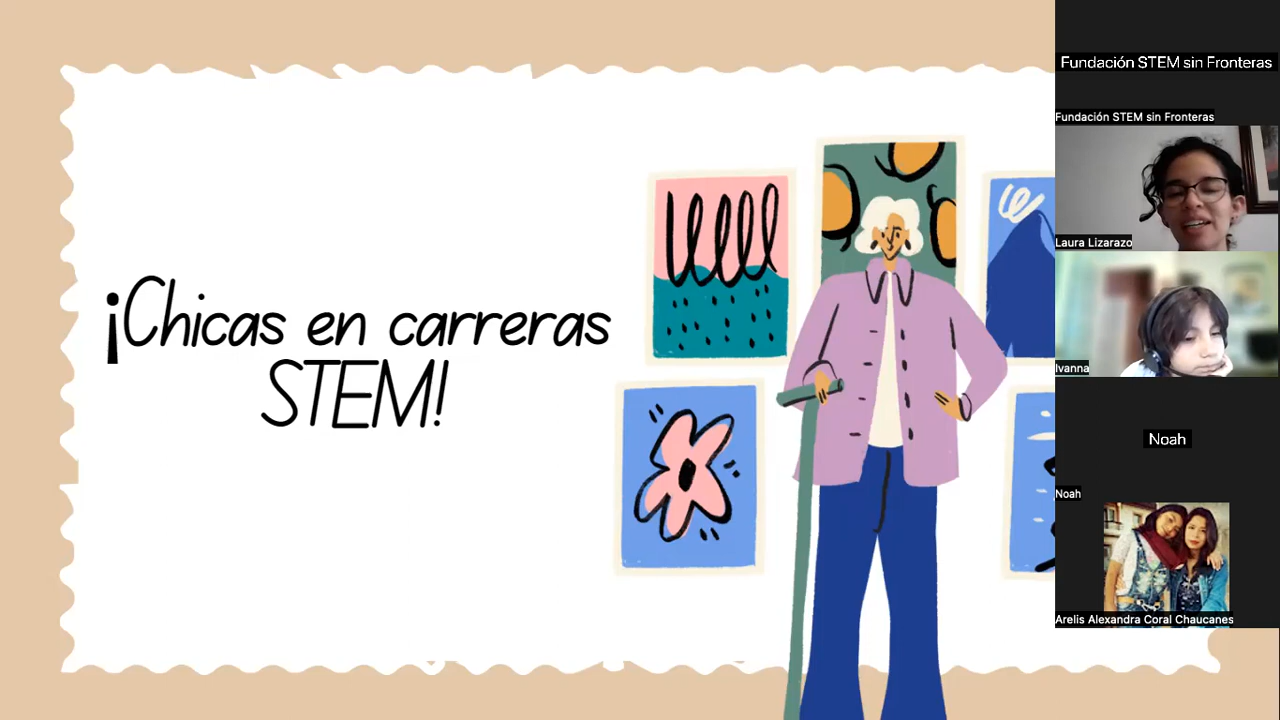 ¡Chicas en carreras
STEM!
Fundación STEM sin Fronteras
Fundación STEM sin Fronteras
Laura Lizarazo
Ivanna
Noah
Noah
Arelis Alexandra Coral Chaucanes